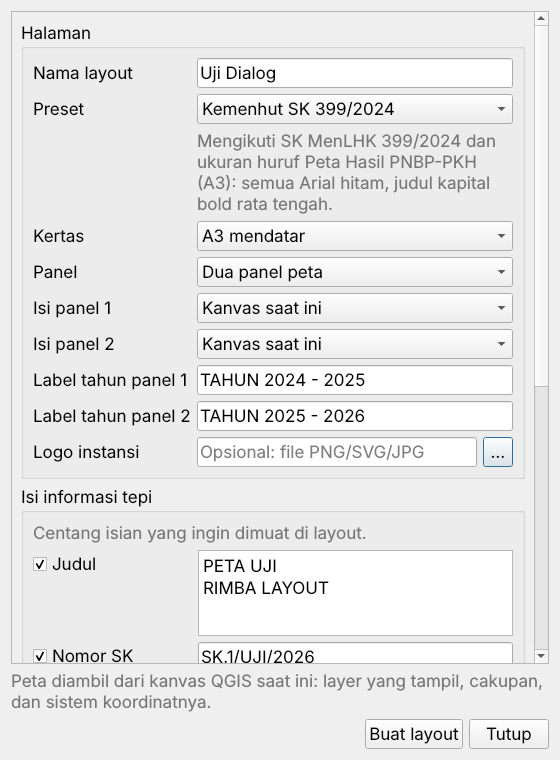 Halaman
Nama layout
Uji Dialog
Preset
Kemenhut SK 399/2024
Mengikuti SK MenLHK 399/2024 dan
ukuran huruf Peta Hasil PNBP-PKH
(A3): semua Arial hitam, judul kapital
bold rata tengah.
Kertas
A3 mendatar
Panel
Dua panel peta
Isi panel 1
Kanvas saat ini
Isi panel 2
Kanvas saat ini
Label tahun panel 1
TAHUN 2024 - 2025
Label tahun panel 2
TAHUN 2025 - 2026
Logo instansi
Opsional: file PNG/SVG/JPG
...
Isi informasi tepi
Centang isian yang ingin dimuat di layout.
Judul
PETA UJI
RIMBA LAYOUT
Nomor SK
SK.1/UJI/2026
Peta diambil dari kanvas QGIS saat ini: layer yang tampil, cakupan,
dan sistem koordinatnya.
Buat layout
Tutup